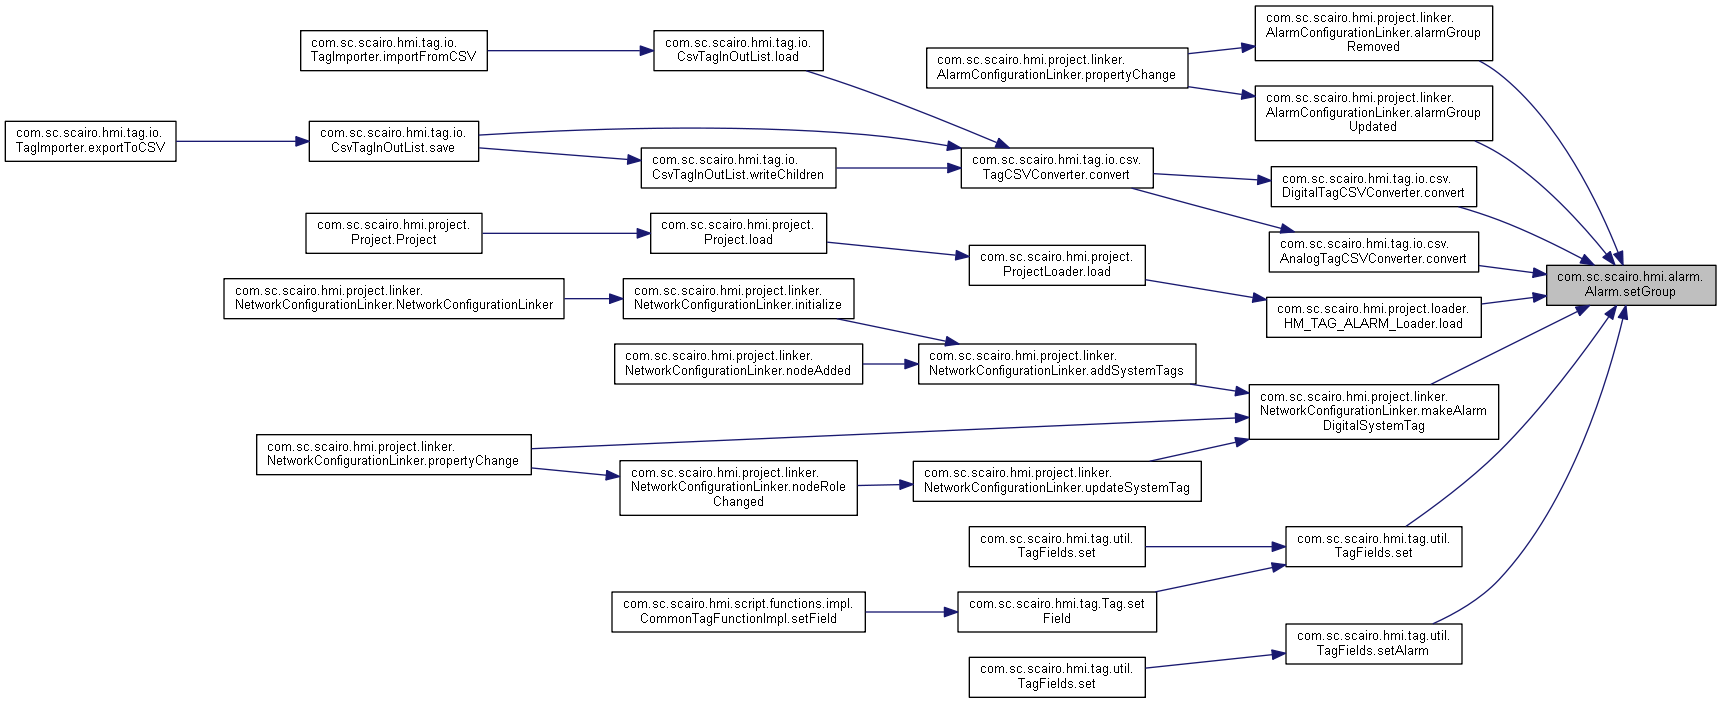 com.sc.scairo.hmi.project.linker.
AlarmConfigurationLinker.alarmGroup
Removed
com.sc.scairo.hmi.tag.io.
TagImporter.importFromCSV
com.sc.scairo.hmi.tag.io.
CsvTagInOutList.load
com.sc.scairo.hmi.project.linker.
AlarmConfigurationLinker.propertyChange
com.sc.scairo.hmi.project.linker.
AlarmConfigurationLinker.alarmGroup
Updated
com.sc.scairo.hmi.tag.io.
TagImporter.exportToCSV
com.sc.scairo.hmi.tag.io.
CsvTagInOutList.save
com.sc.scairo.hmi.tag.io.
CsvTagInOutList.writeChildren
com.sc.scairo.hmi.tag.io.csv.
TagCSVConverter.convert
com.sc.scairo.hmi.tag.io.csv.
DigitalTagCSVConverter.convert
com.sc.scairo.hmi.project.
Project.Project
com.sc.scairo.hmi.project.
Project.load
com.sc.scairo.hmi.project.
ProjectLoader.load
com.sc.scairo.hmi.tag.io.csv.
AnalogTagCSVConverter.convert
com.sc.scairo.hmi.alarm.
Alarm.setGroup
com.sc.scairo.hmi.project.linker.
NetworkConfigurationLinker.NetworkConfigurationLinker
com.sc.scairo.hmi.project.linker.
NetworkConfigurationLinker.initialize
com.sc.scairo.hmi.project.loader.
HM_TAG_ALARM_Loader.load
com.sc.scairo.hmi.project.linker.
NetworkConfigurationLinker.nodeAdded
com.sc.scairo.hmi.project.linker.
NetworkConfigurationLinker.addSystemTags
com.sc.scairo.hmi.project.linker.
NetworkConfigurationLinker.makeAlarm
DigitalSystemTag
com.sc.scairo.hmi.project.linker.
NetworkConfigurationLinker.propertyChange
com.sc.scairo.hmi.project.linker.
NetworkConfigurationLinker.nodeRole
Changed
com.sc.scairo.hmi.project.linker.
NetworkConfigurationLinker.updateSystemTag
com.sc.scairo.hmi.tag.util.
TagFields.set
com.sc.scairo.hmi.tag.util.
TagFields.set
com.sc.scairo.hmi.script.functions.impl.
CommonTagFunctionImpl.setField
com.sc.scairo.hmi.tag.Tag.set
Field
com.sc.scairo.hmi.tag.util.
TagFields.setAlarm
com.sc.scairo.hmi.tag.util.
TagFields.set